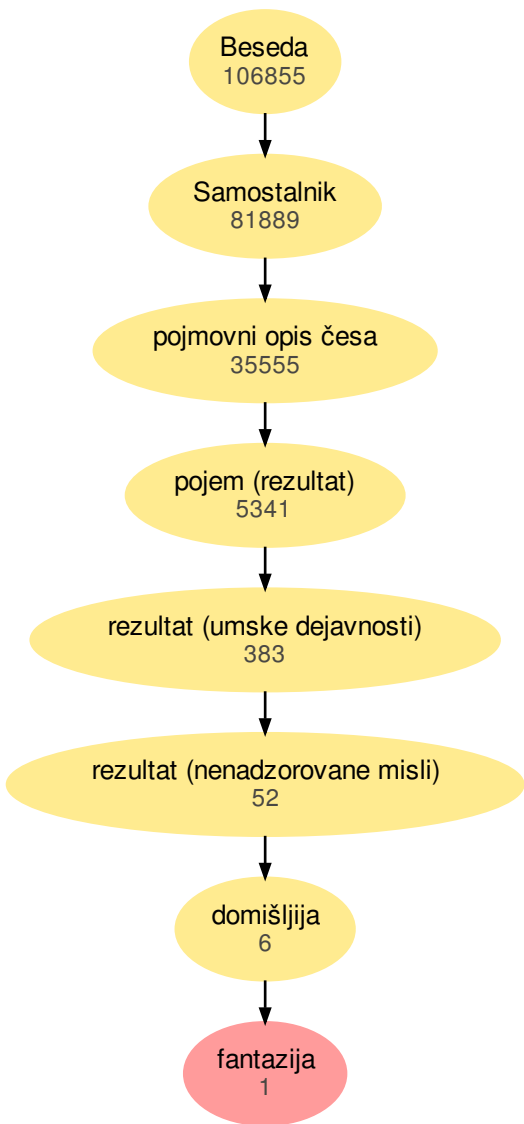 Beseda
106855
Samostalnik
81889
pojmovni opis česa
35555
pojem (rezultat)
5341
rezultat (umske dejavnosti)
383
rezultat (nenadzorovane misli)
52
domišljija
6
fantazija
1